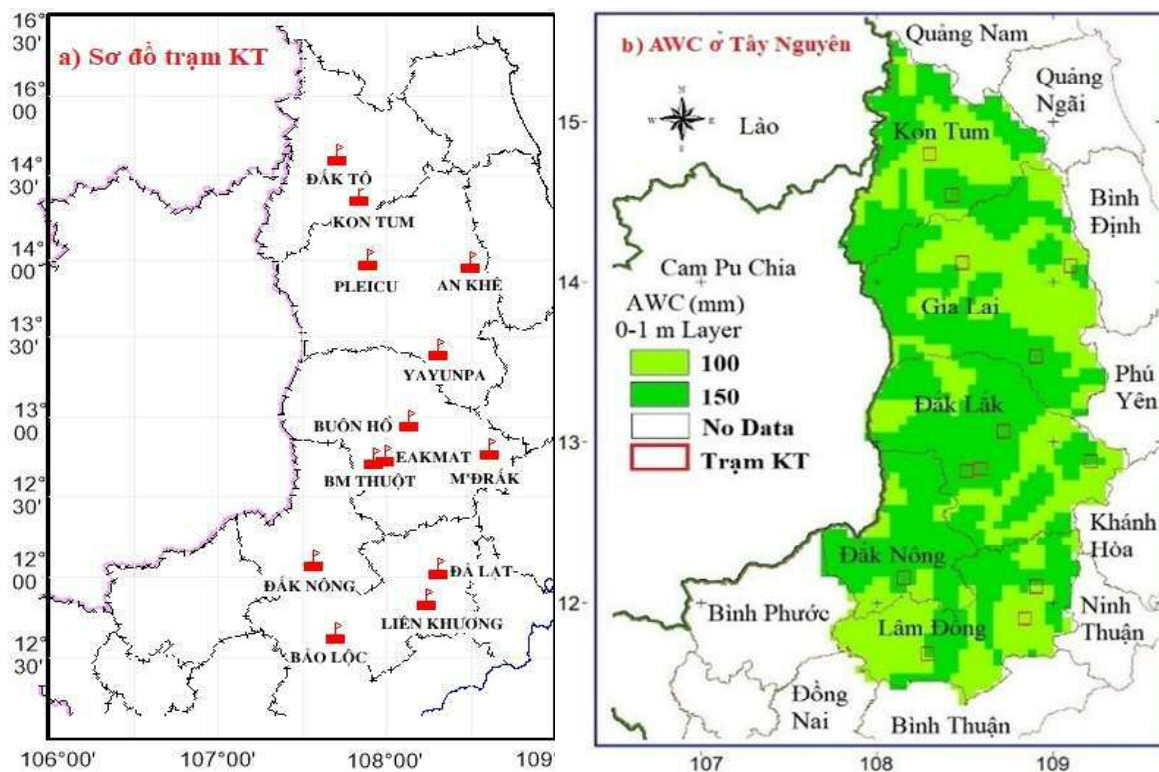 a) Sơ đồ trạm KT
16°
30'
16°
00
14°
30'
14°
00
13°
30'
13°
00
12°
30'
12°
00
12°
30'
106°00
107°00
108°00
109°
ĐẮK TÔ
KON TUM
PLEICU
AN KHÊ
YAYUNPA
BUÔN HỒ
EAKMAT
BM THUỘT
M'ĐRẮK
ĐẮK NÔNG
ĐÀ LẠT
LIÊN KHƯƠNG
BẢO LỘC
b) AWC ở Tây Nguyên
N
W
E
S
Quảng Nam
Quảng
Ngãi
Lào
Kon Tum
Bình
Định
Cam Pu Chia
Gia Lai
AWC (mm)
0-1 m Layer
100
150
No Data
Trạm KT
Phú
Yên
Đắk Lắk
Khánh
Hòa
Đăk Nông
Bình Phước
Lâm Đồng
Ninh
Thuận
Đồng
Nai
Bình Thuận
15
14
13
12
107
108
109